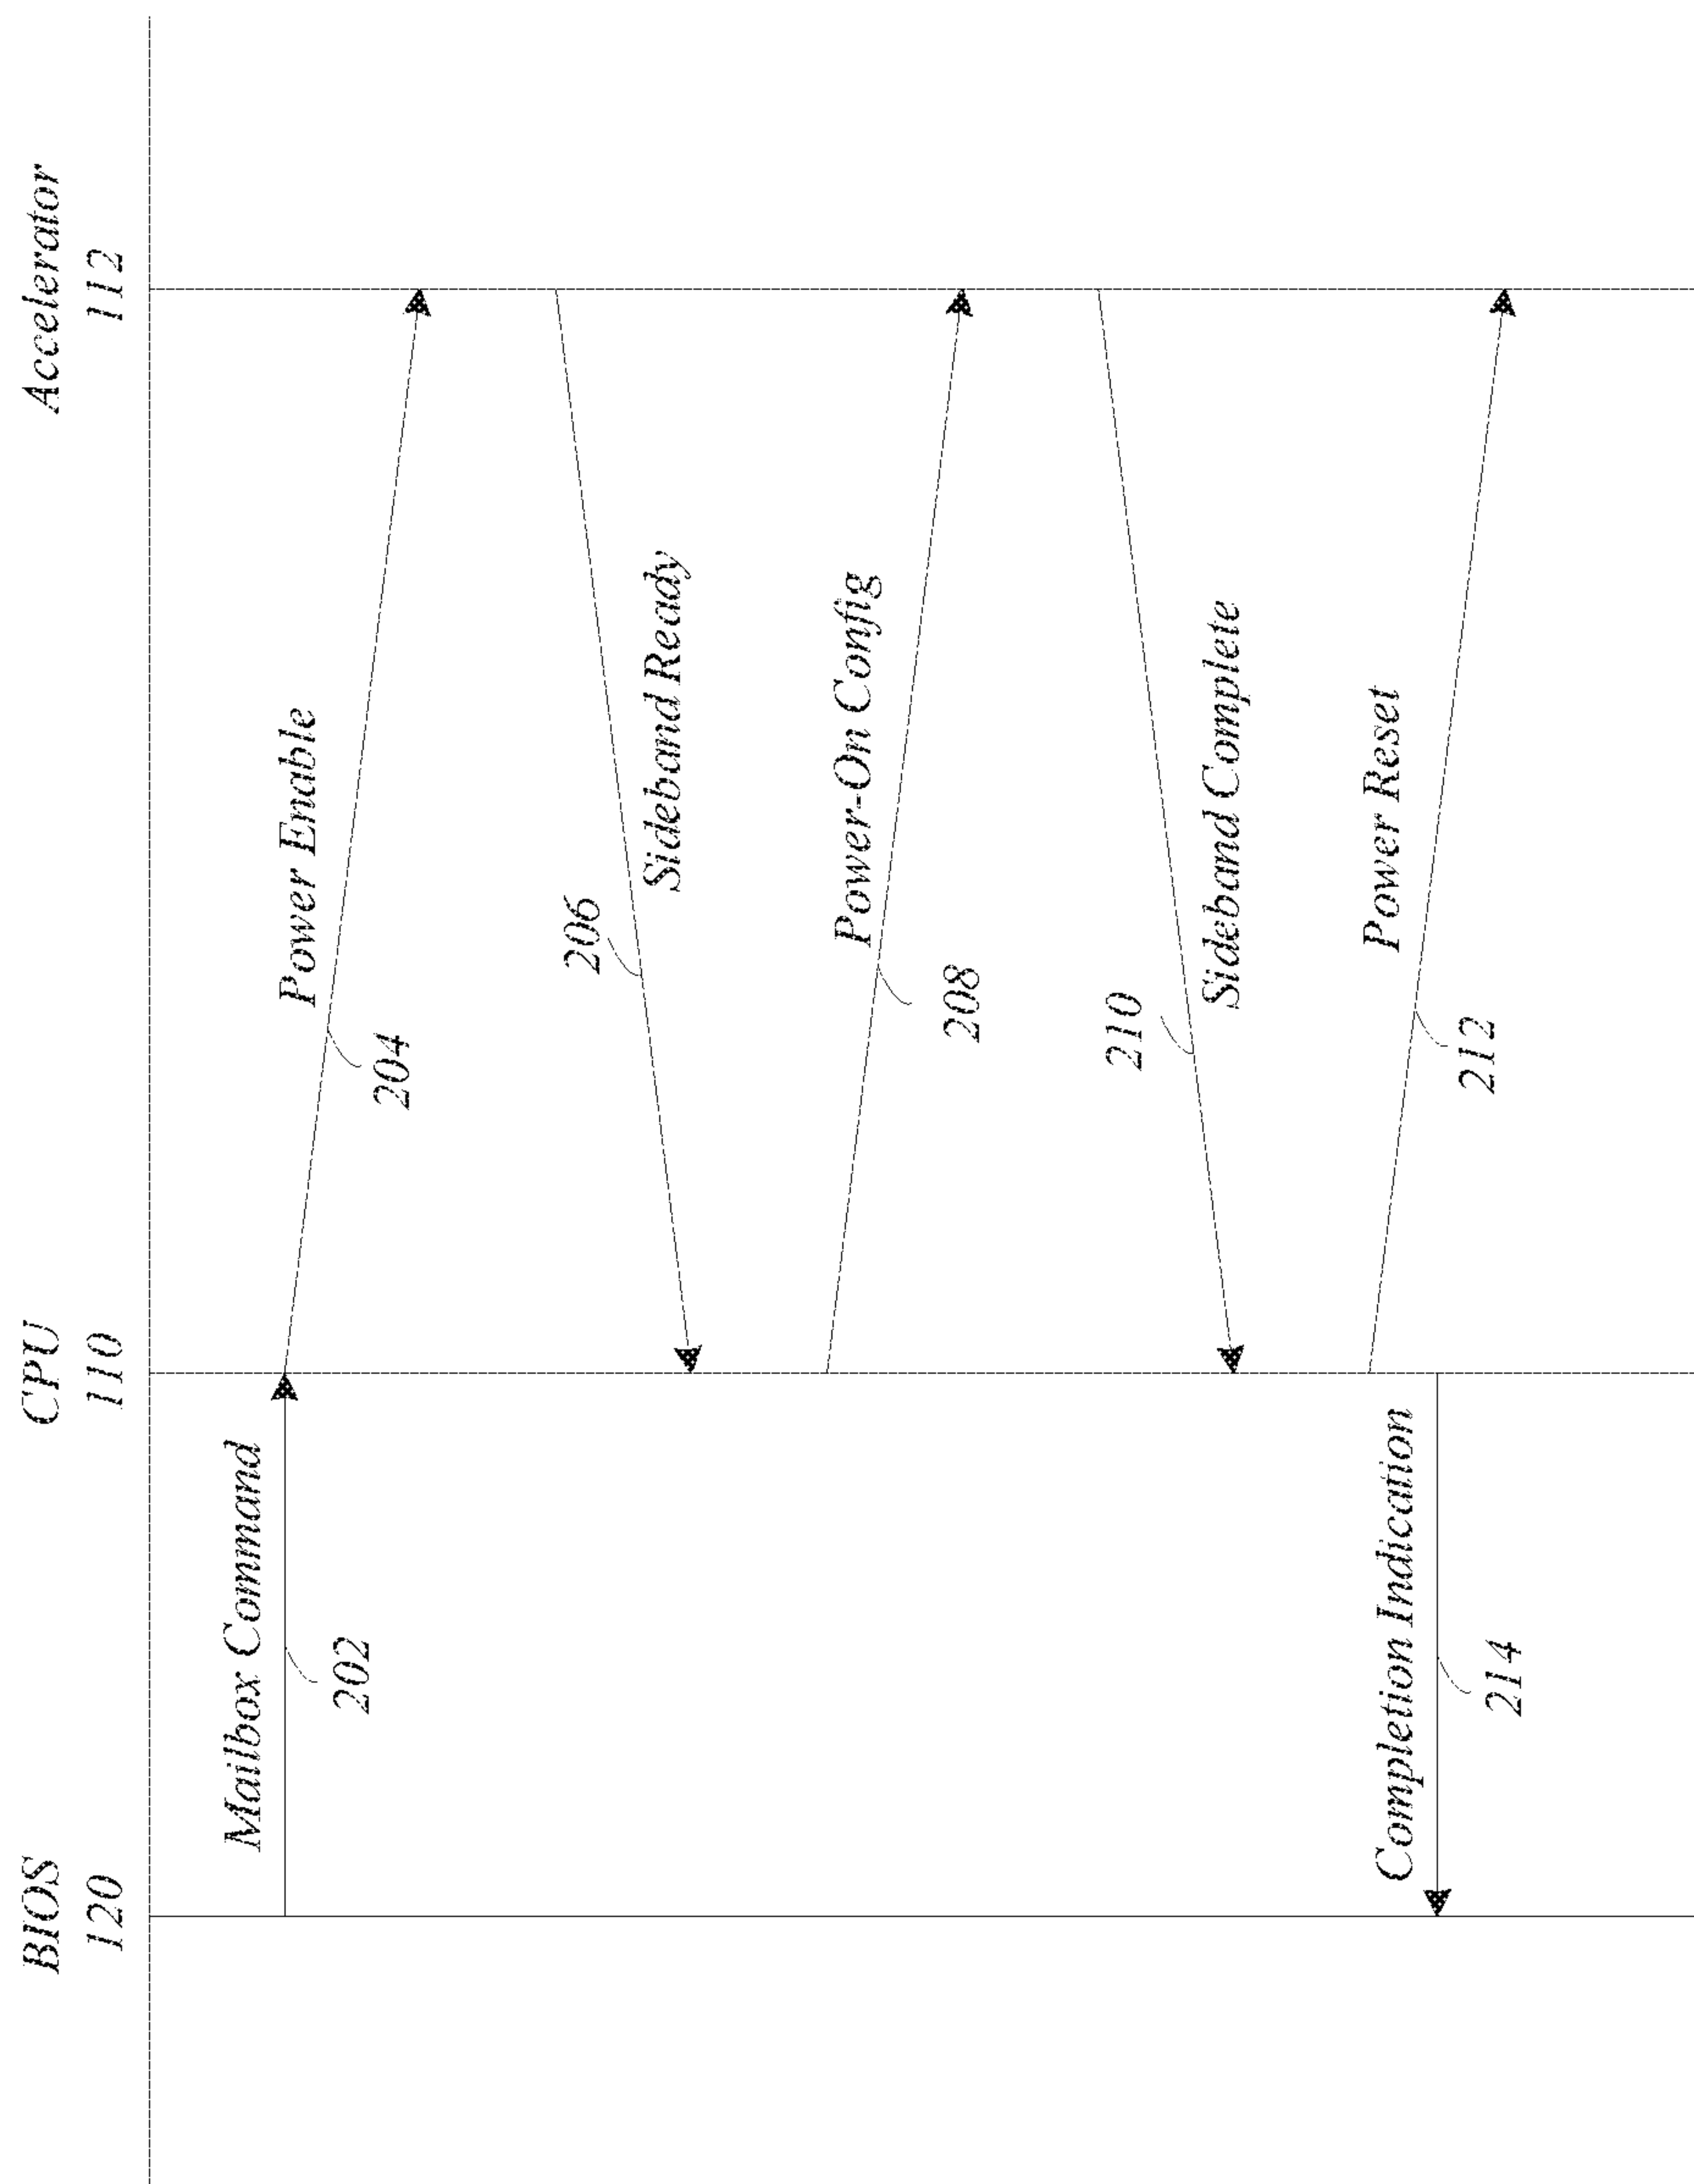 BIOS
120
CPU
110
Accelerator
112
Mailbox Command
202
Power Enable
204
206
Sideband Ready
Power-On Config
208
210
Sideband Complete
Power Reset
212
Completion Indication
214